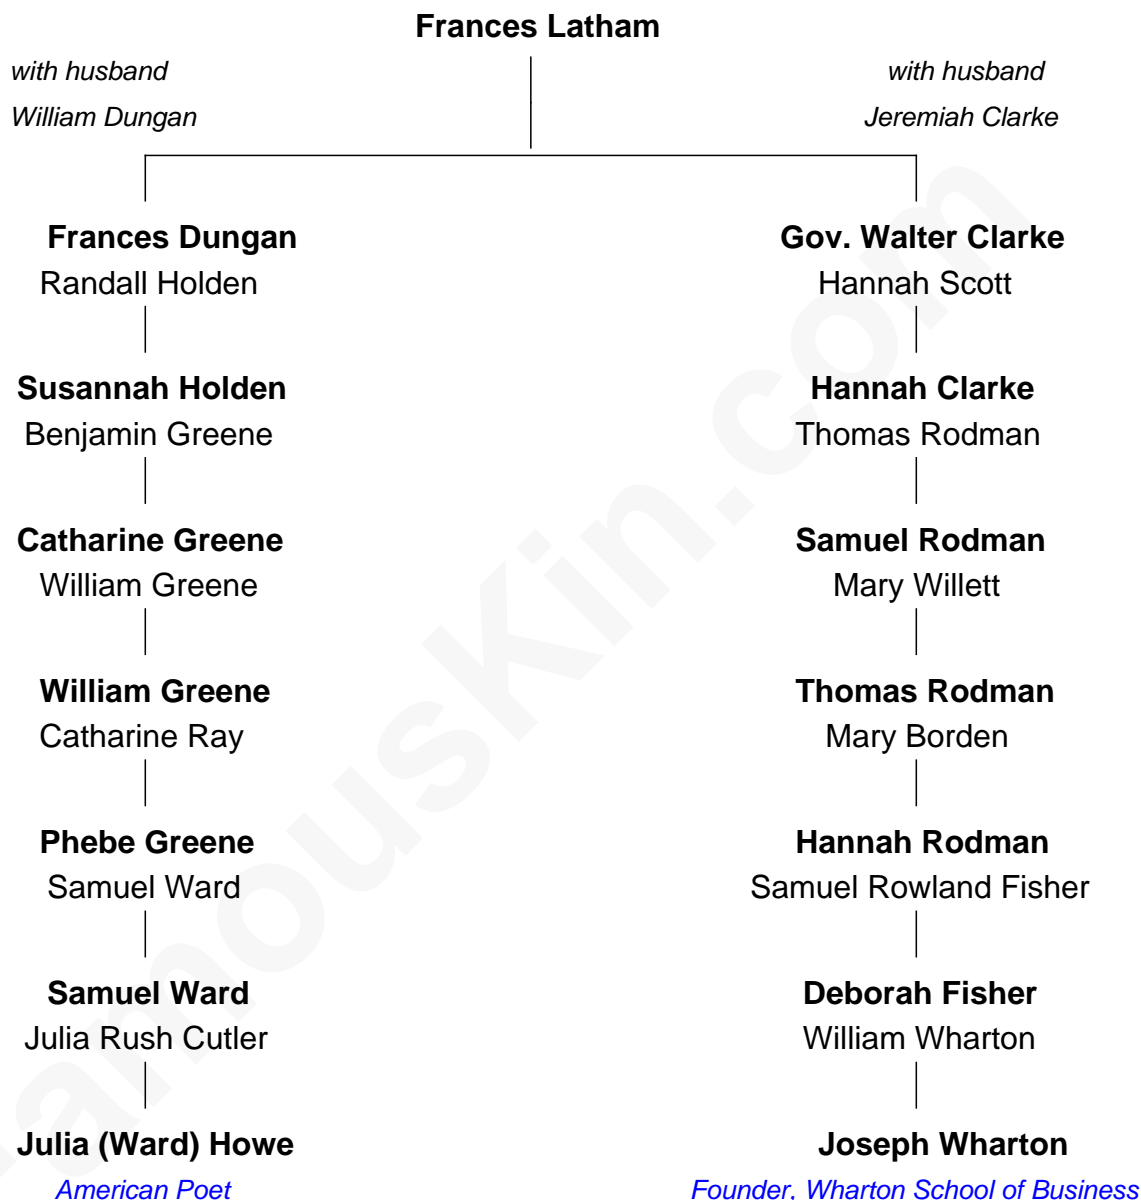 Frances Latham
with husband
William Dungan
with husband
Jeremiah Clarke
Frances Dungan
Randall Holden
Gov. Walter Clarke
Hannah Scott
Susannah Holden
Benjamin Greene
Hannah Clarke
Thomas Rodman
Catharine Greene
William Greene
Samuel Rodman
Mary Willett
William Greene
Catharine Ray
Thomas Rodman
Mary Borden
Phebe Greene
Samuel Ward
Hannah Rodman
Samuel Rowland Fisher
Samuel Ward
Julia Rush Cutler
Deborah Fisher
William Wharton
Julia (Ward) Howe
American Poet
Joseph Wharton
Founder, Wharton School of Business
amousKin.com